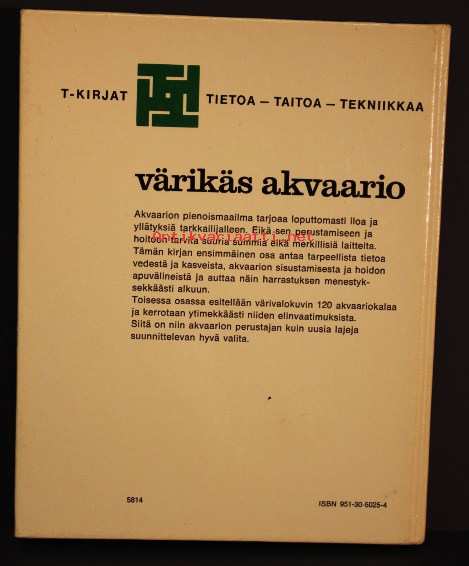 T-KIRJAT TIETOA – TAITOA – TEKNIIKKAA
värikäs akvaario
Akvaarion pienoismaailma tarjoaa loputtomasti iloa ja
yllätyksiä tarkkailijalleen. Eikä sen perustamiseen ja
Antikvariaatti.net
hoitoon tarvita suuria summia eikä merkillisiä laitteita.
Tämän kirjan ensimmäinen osa antaa tarpeellista tietoa
vedestä ja kasveista, akvaarion sisustamisesta ja hoidon
apuvälineistä ja auttaa näin harrastuksen menestyk-
sekkäästi alkuun.
Toisessa osassa esitellään värivalokuvin 120 akvaariokalaa
ja kerrotaan ytimekkäästi niiden elinvaatimuksista.
Siitä on niin akvaarion perustajan kuin uusia lajeja
suunnittelevan hyvä valita.
5814 ISBN 951-30-5025-4